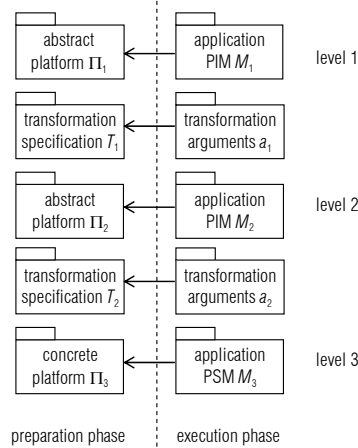 abstract
platform Π1
application
PIM M1
level 1
transformation
specification T1
transformation
arguments a1
abstract
platform Π2
application
PIM M2
level 2
transformation
specification T2
transformation
arguments a2
concrete
platform Π3
application
PSM M3
level 3
preparation phase
execution phase